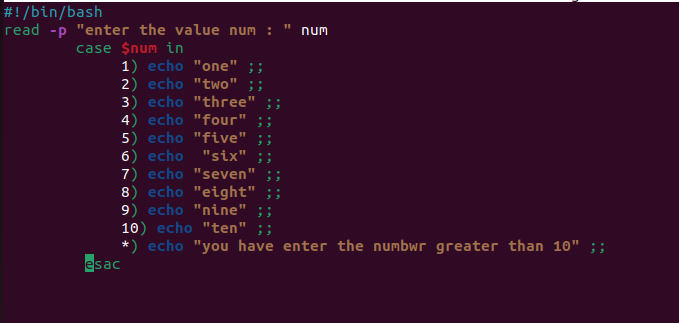 #!/bin/bash
read -p "enter the value num : " num
case $num in
1) echo "one" ;;
2) echo "two" ;;
3) echo "three" ;;
4) echo "four" ;;
5) echo "five" ;;
6) echo  "six" ;;
7) echo "seven" ;;
8) echo "eight" ;;
9) echo "nine" ;;
10) echo "ten" ;;
*) echo "you have enter the numbwr greater than 10" ;;
esac